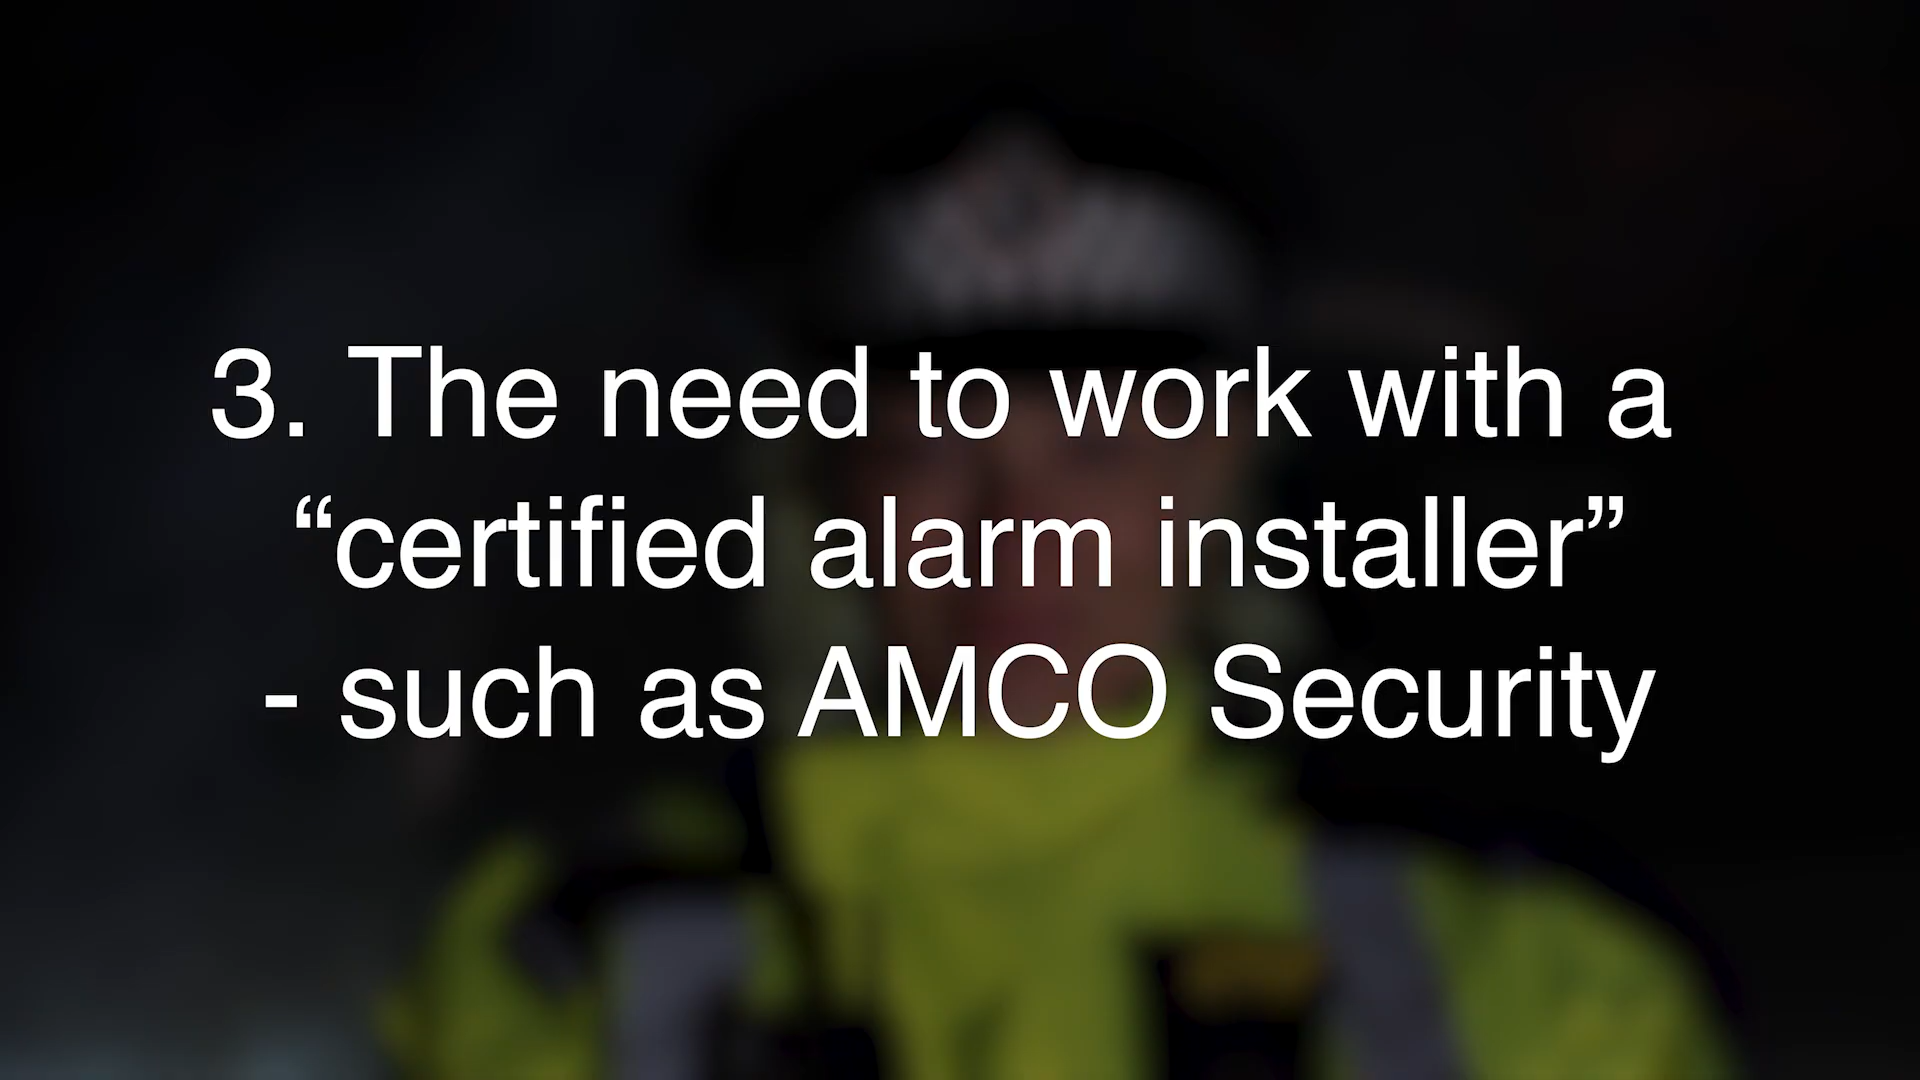 3. The need to work with a
“certified alarm installer”
- such as AMCO Security